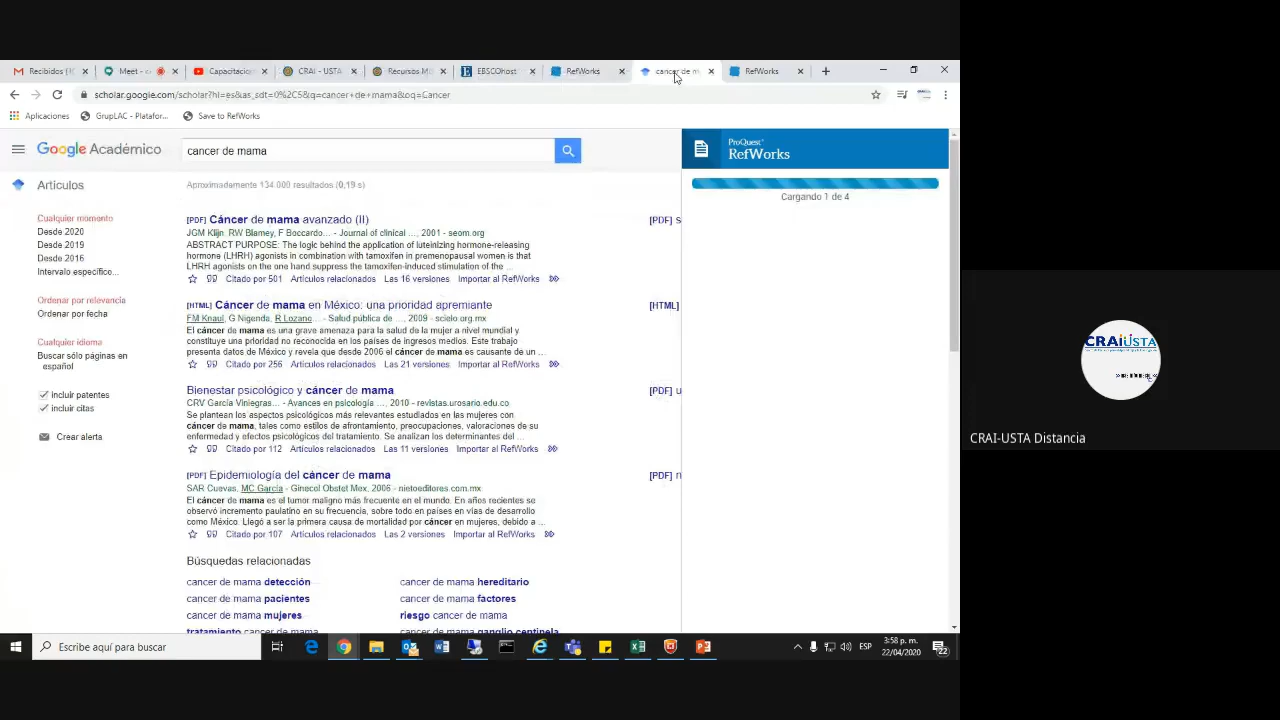 Recibidos (1
Meet - c
Capacitacio
CRAI - USTA
Recursos M
EBSCOhost
RefWorks
cancer de m
RefWorks
scholar.google.com/scholar?hl=es&as_sdt=0%2C5&q=cancer+de+mama&oq=Cancer
Aplicaciones
GrupLAC - Platafor...
Save to RefWorks
Google Académico
cancer de mama
ProQuest
RefWorks
Artículos
Aproximadamente 134.000 resultados (0,19 s)
Cargando 1 de 4
Cualquier momento
Desde 2020
Desde 2019
Desde 2016
Intervalo específico...
Ordenar por relevancia
Ordenar por fecha
Cualquier idioma
Buscar sólo páginas en
español
incluir patentes
incluir citas
Crear alerta
[PDF] Cáncer de mama avanzado (II)
[PDF] s
JGM Klijn, RW Blamey, F Boccardo... - Journal of clinical ..., 2001 - seom.org
ABSTRACT PURPOSE: The logic behind the application of luteinizing hormone-releasing
hormone (LHRH) agonists in combination with tamoxifen in premenopausal women is that
LHRH agonists on the one hand suppress the tamoxifen-induced stimulation of the ...
Citado por 501 Artículos relacionados Las 16 versiones Importar al RefWorks
[HTML] Cáncer de mama en México: una prioridad apremiante
[HTML]
FM Knaul, G Nigenda, R Lozano... - Salud pública de ..., 2009 - scielo.org.mx
El cáncer de mama es una grave amenaza para la salud de la mujer a nivel mundial y
constituye una prioridad no reconocida en los países de ingresos medios. Este trabajo
presenta datos de México y revela que desde 2006 el cáncer de mama es causante de un ...
Citado por 256 Artículos relacionados Las 21 versiones Importar al RefWorks
Bienestar psicológico y cáncer de mama
[PDF] u
CRV García Viniegras... - Avances en psicología ..., 2010 - revistas.urosario.edu.co
Se plantean los aspectos psicológicos más relevantes estudiados en las mujeres con
cáncer de mama, tales como estilos de afrontamiento, preocupaciones, valoraciones de su
enfermedad y efectos psicológicos del tratamiento. Se analizan los determinantes del ...
Citado por 112 Artículos relacionados Las 11 versiones Importar al RefWorks
[PDF] Epidemiología del cáncer de mama
[PDF] n
SAR Cuevas, MC García - Ginecol Obstet Mex, 2006 - nietoeditores.com.mx
El cáncer de mama es el tumor maligno más frecuente en el mundo. En años recientes se
observó incremento paulatino en su frecuencia, sobre todo en países en vías de desarrollo
como México. Llegó a ser la primera causa de mortalidad por cáncer en mujeres, debido a ...
Citado por 107 Artículos relacionados Las 2 versiones Importar al RefWorks
Búsquedas relacionadas
cancer de mama detección
cancer de mama hereditario
cancer de mama pacientes
cancer de mama factores
cancer de mama mujeres
riesgo cancer de mama
tratamiento cancer de mama
cancer de mama ganglio centinela
Escribe aquí para buscar
ESP
3:58 p. m.
22/04/2020
22
CRAIUSTA
CRAI-USTA Distancia